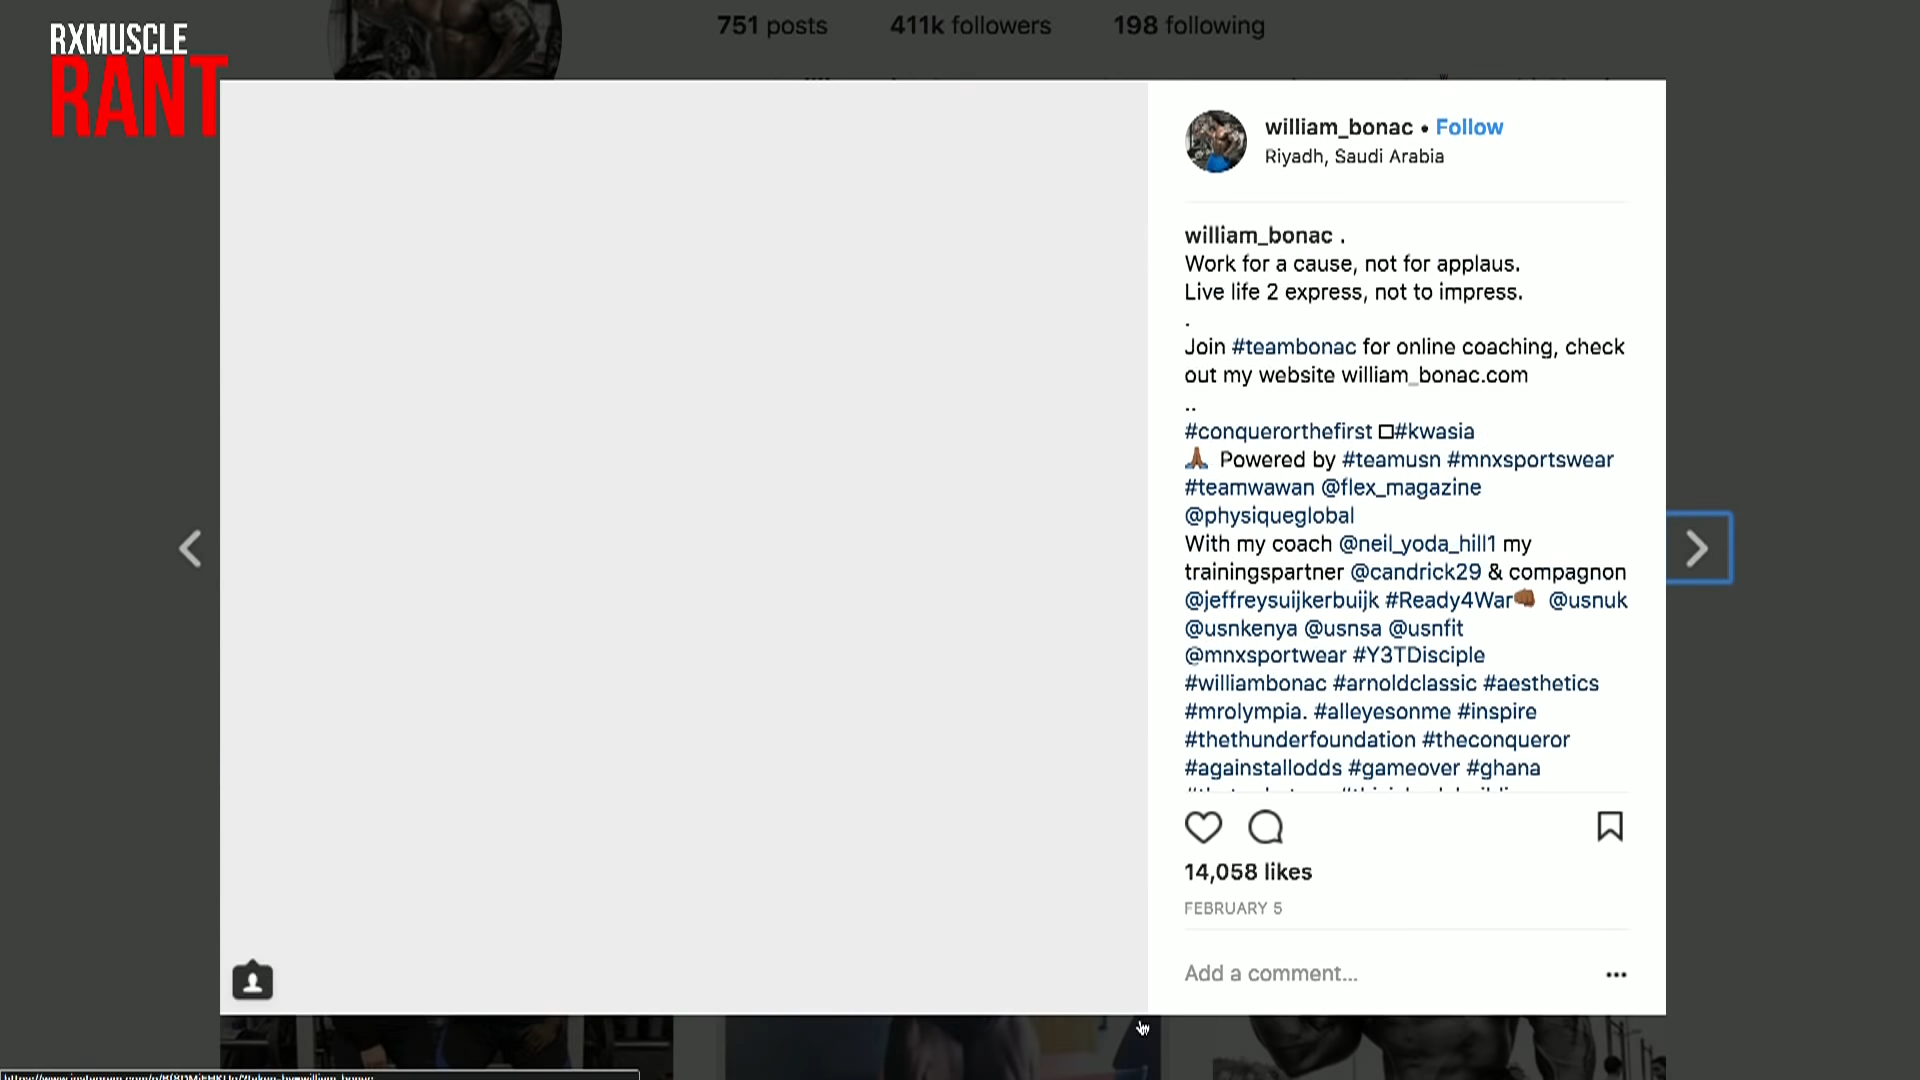 RXMUSCLE
RANT
751 posts 411k followers 198 following
william_bonac • Follow
Riyadh, Saudi Arabia
william_bonac .
Work for a cause, not for applaus.
Live life 2 express, not to impress.
.
Join #teambonac for online coaching, check
out my website william_bonac.com
..
#conquerorthefirst □#kwasia
🙏🏾 Powered by #teamusn #mnxsportswear
#teamwawan @flex_magazine
@physiqueglobal
With my coach @neil_yoda_hill1 my
trainingspartner @candrick29 & compagnon
@jeffreysuijkerbuijk #Ready4War👊🏾 @usnuk
@usnkenya @usnsa @usnfit
@mnxsportwear #Y3TDisciple
#williambonac #arnoldclassic #aesthetics
#mrolympia. #alleyesonme #inspire
#thethunderfoundation #theconqueror
#againstallodds #gameover #ghana
14,058 likes
FEBRUARY 5
Add a comment...